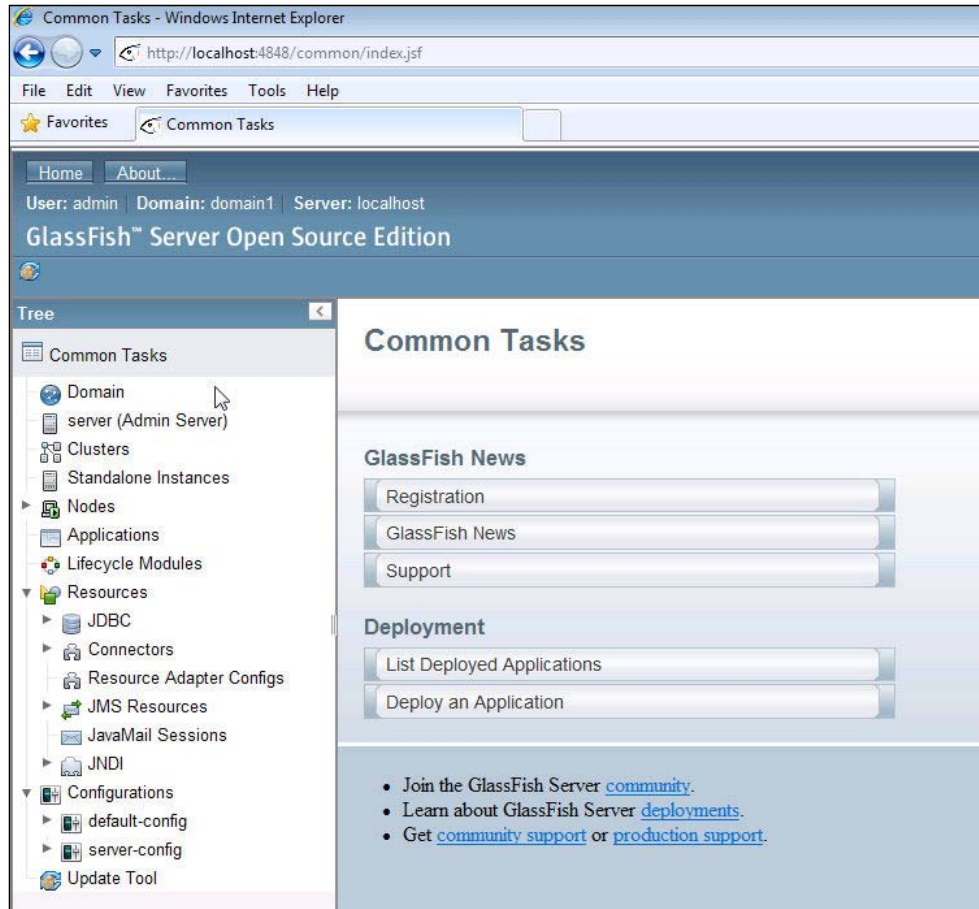 Common Tasks - Windows Internet Explorer
http://localhost:4848/common/index.jsf
File Edit View Favorites Tools Help
Favorites Common Tasks
Home About...
User: admin Domain: domain1 Server: localhost
GlassFish™ Server Open Source Edition
Tree
Common Tasks
Domain
server (Admin Server)
Clusters
Standalone Instances
Nodes
Applications
Lifecycle Modules
Resources
JDBC
Connectors
Resource Adapter Configs
JMS Resources
JavaMail Sessions
JNDI
Configurations
default-config
server-config
Update Tool
Common Tasks
GlassFish News
Registration
GlassFish News
Support
Deployment
List Deployed Applications
Deploy an Application
• Join the GlassFish Server community.
• Learn about GlassFish Server deployments.
• Get community support or production support.